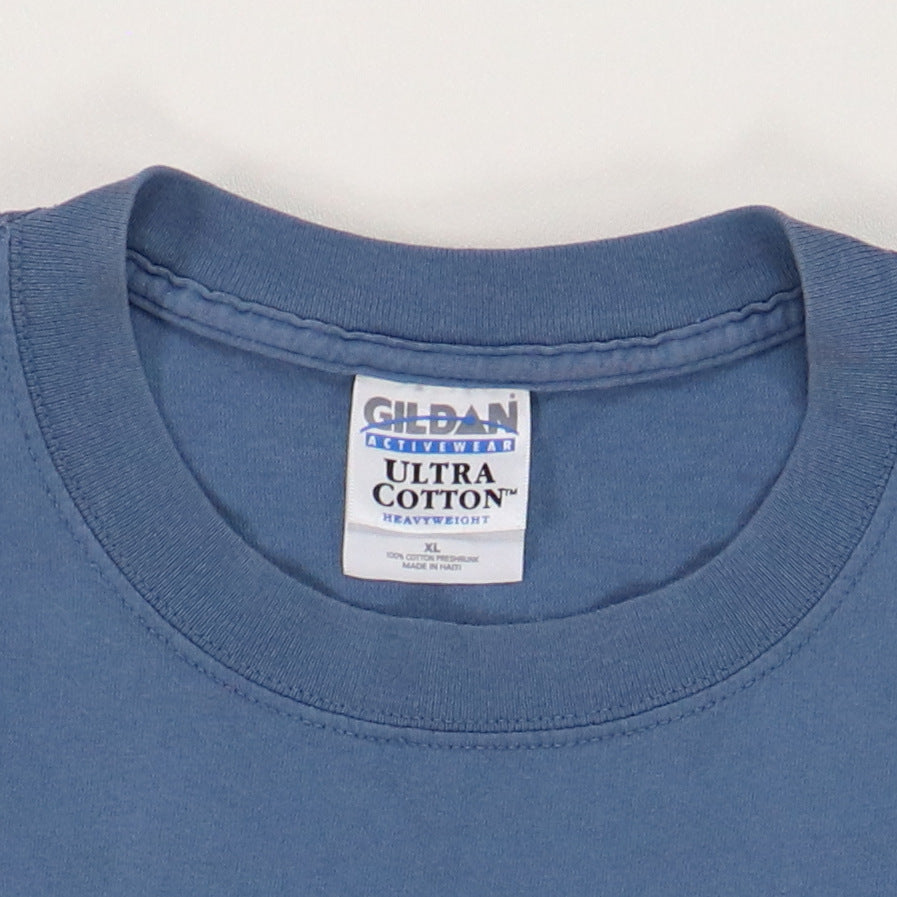 GILDAN®
ACTIVEWEAR
ULTRA
COTTON™
HEAVYWEIGHT
XL
100% COTTON PRESHRUNK
MADE IN HAITI